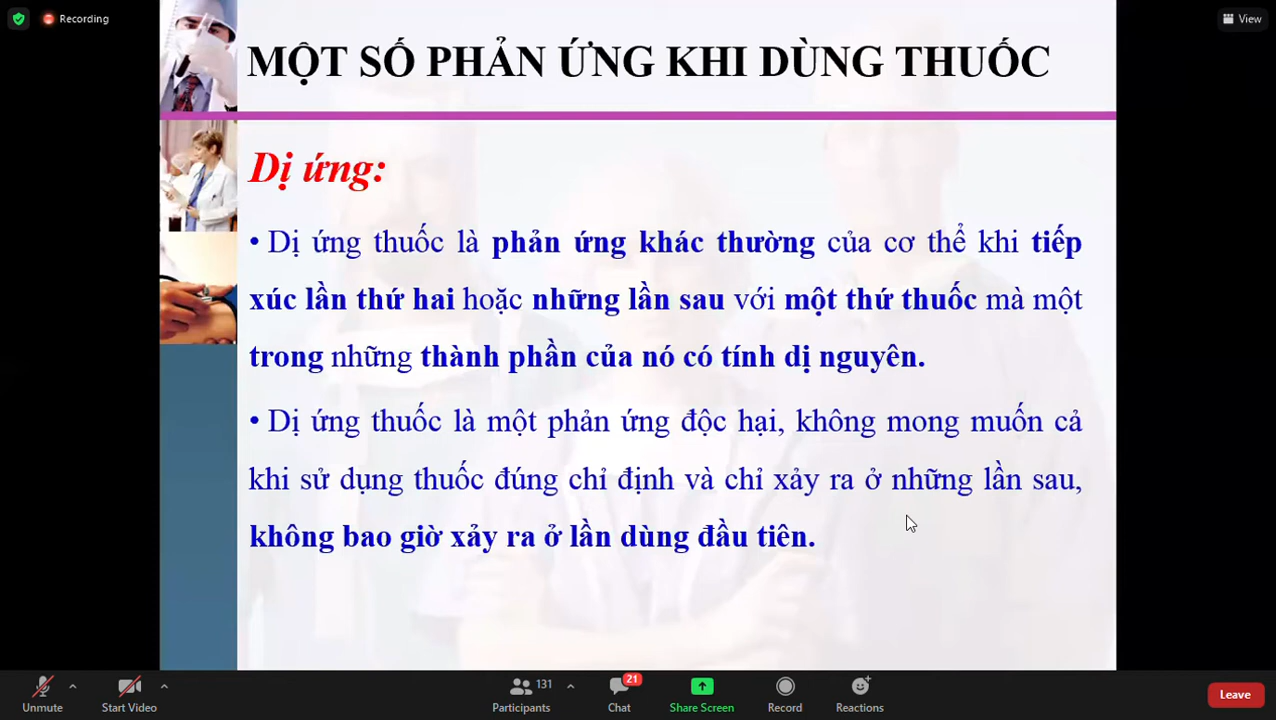 Recording
View
MỘT SỐ PHẢN ỨNG KHI DÙNG THUỐC
Dị ứng:
• Dị ứng thuốc là phản ứng khác thường của cơ thể khi tiếp
xúc lần thứ hai hoặc những lần sau với một thứ thuốc mà một
trong những thành phần của nó có tính dị nguyên.
• Dị ứng thuốc là một phản ứng độc hại, không mong muốn cả
khi sử dụng thuốc đúng chỉ định và chỉ xảy ra ở những lần sau,
không bao giờ xảy ra ở lần dùng đầu tiên.
131
21
Unmute
Start Video
Participants
Chat
Share Screen
Record
Reactions
Leave